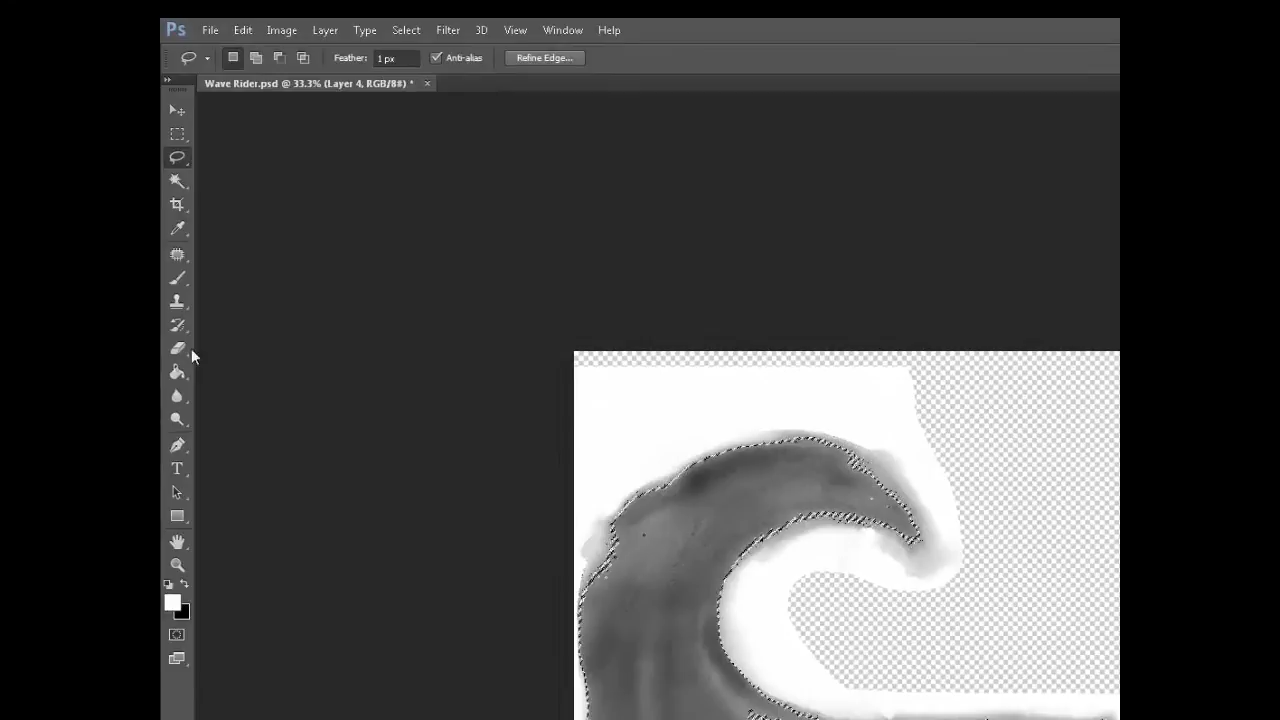 Ps File Edit Image Layer Type Select Filter 3D View Window Help
Feather: 1 px Anti-alias Refine Edge...
Wave Rider.psd @ 33.3% (Layer 4, RGB/8#) * ×
T